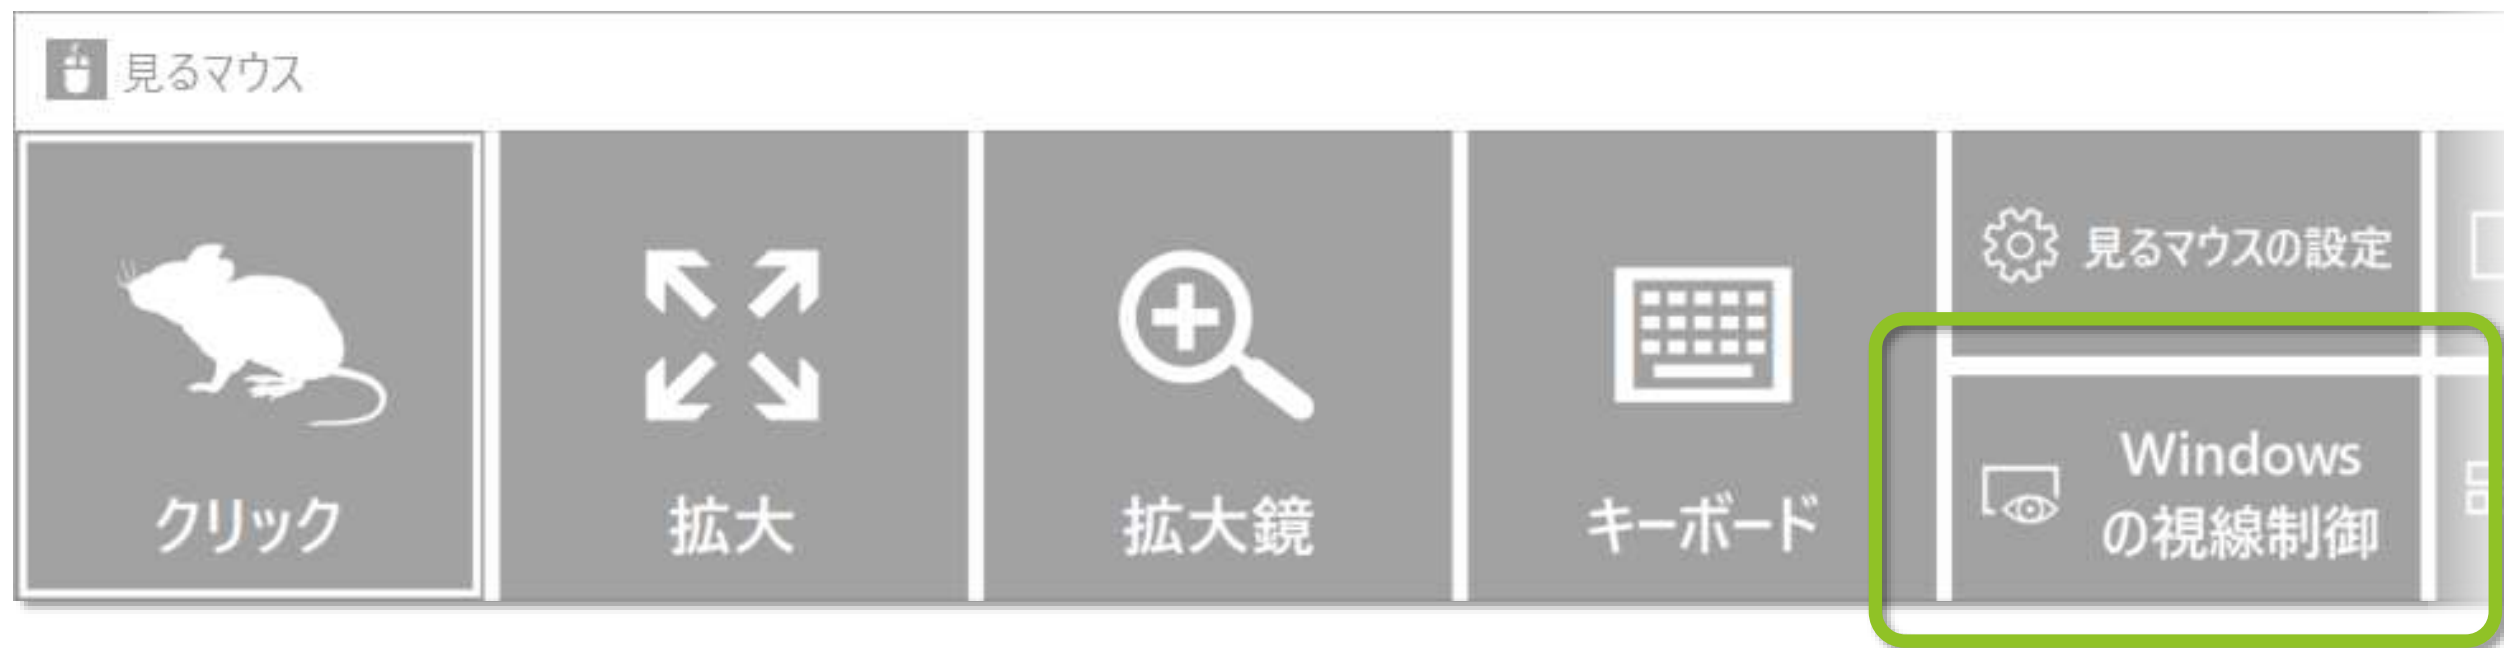 見るマウス
クリック
拡大
拡大鏡
キーボード
見るマウスの設定
Windows
の視線制御